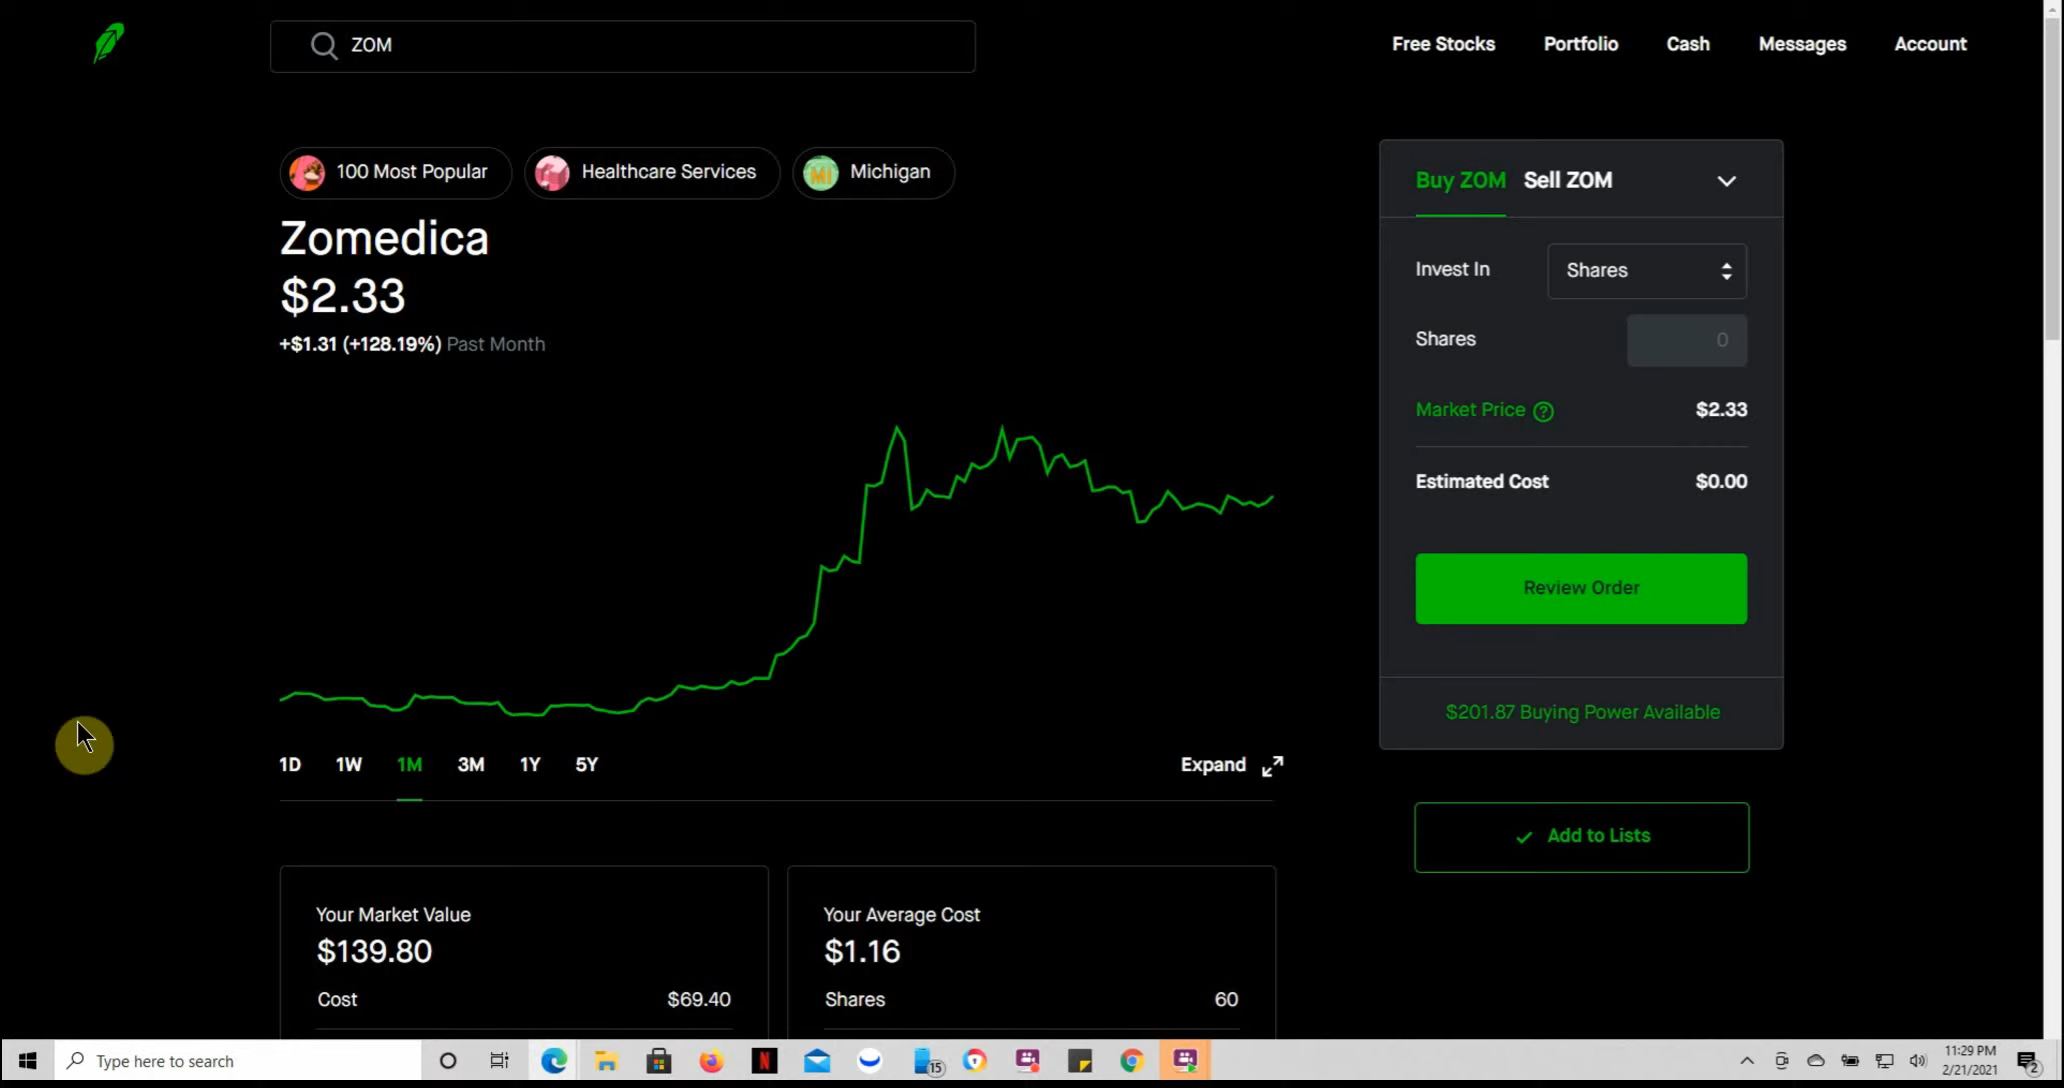 ZOM
Free Stocks
Portfolio
Cash
Messages
Account
100 Most Popular
Healthcare Services
MI
Michigan
Zomedica
$2.33
+$1.31 (+128.19%) Past Month
Buy ZOM
Sell ZOM
Invest In
Shares
Shares
0
Market Price ?
$2.33
Estimated Cost
$0.00
Review Order
$201.87 Buying Power Available
1D
1W
1M
3M
1Y
5Y
Expand
Add to Lists
Your Market Value
$139.80
Cost
$69.40
Your Average Cost
$1.16
Shares
60
Type here to search
N
15
11:29 PM
2/21/2021
2